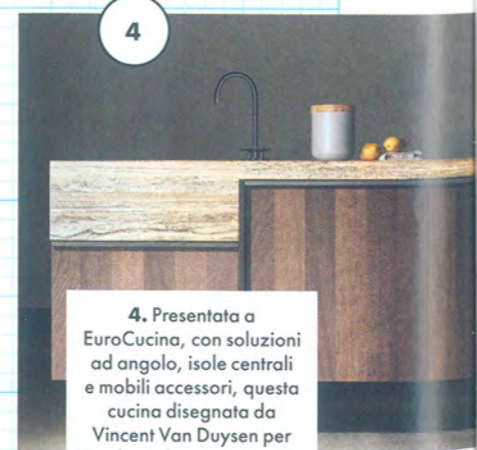 4
4. Presentata a
EuroCucina, con soluzioni
ad angolo, isole centrali
e mobili accessori, questa
cucina disegnata da
Vincent Van Duysen per